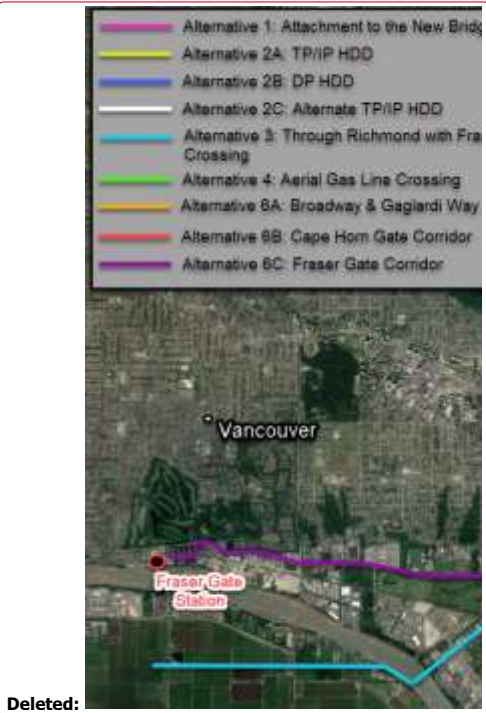 Alternative 1: Attachment to the New Bridg
Alternative 2A: TP/IP HDD
Alternative 2B: DP HDD
Alternative 2C: Alternate TP/IP HDD
Alternative 3: Through Richmond with Fra
Crossing
Alternative 4: Aerial Gas Line Crossing
Alternative 6A: Broadway & Gaglardi Way
Alternative 6B: Cape Horn Gate Corridor
Alternative 6C: Fraser Gate Corridor
Vancouver
Fraser Gate
Station
Deleted: